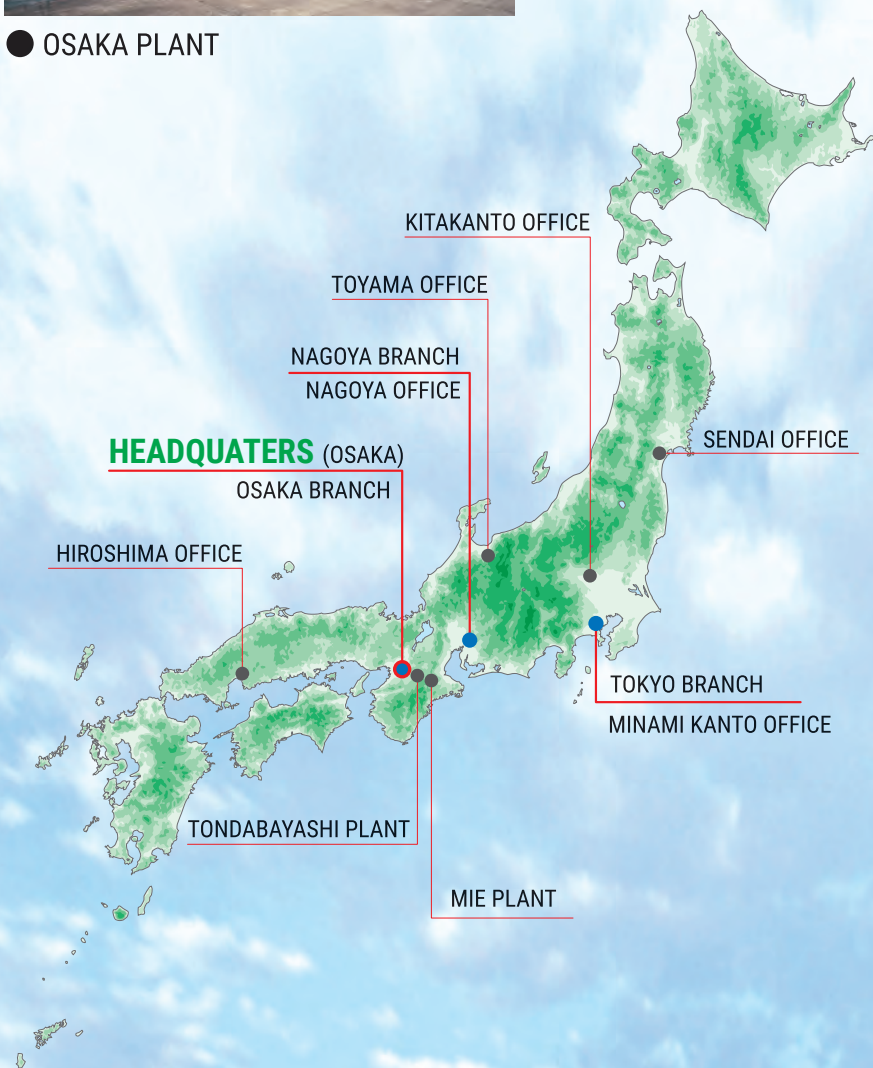 OSAKA PLANT
KITAKANTO OFFICE
TOYAMA OFFICE
NAGOYA BRANCH
NAGOYA OFFICE
SENDAI OFFICE
HEADQUATERS (OSAKA)
OSAKA BRANCH
HIROSHIMA OFFICE
TOKYO BRANCH
MINAMI KANTO OFFICE
TONDABAYASHI PLANT
MIE PLANT